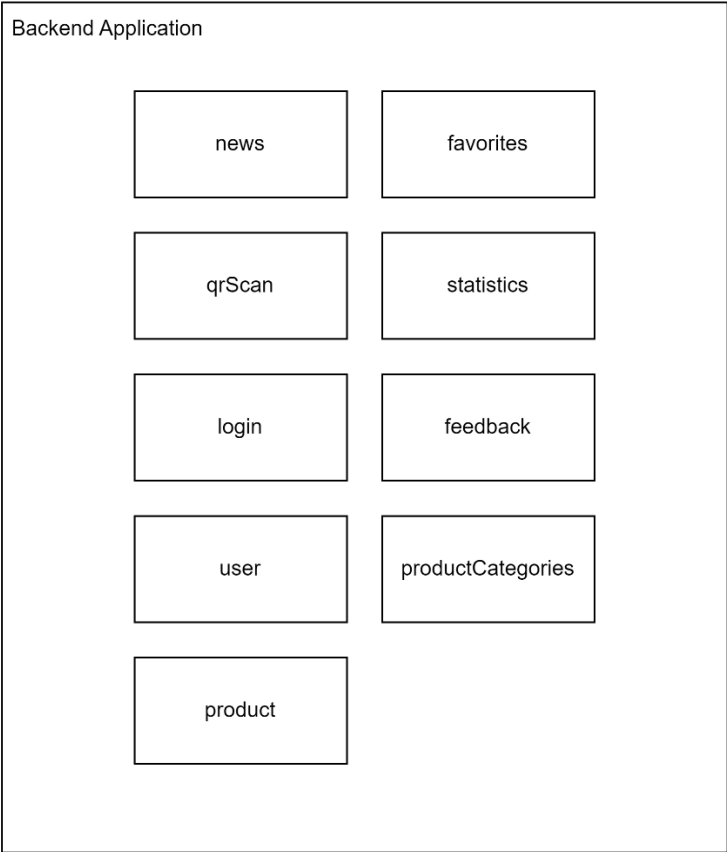 Backend Application
news
favorites
qrScan
statistics
login
feedback
user
productCategories
product